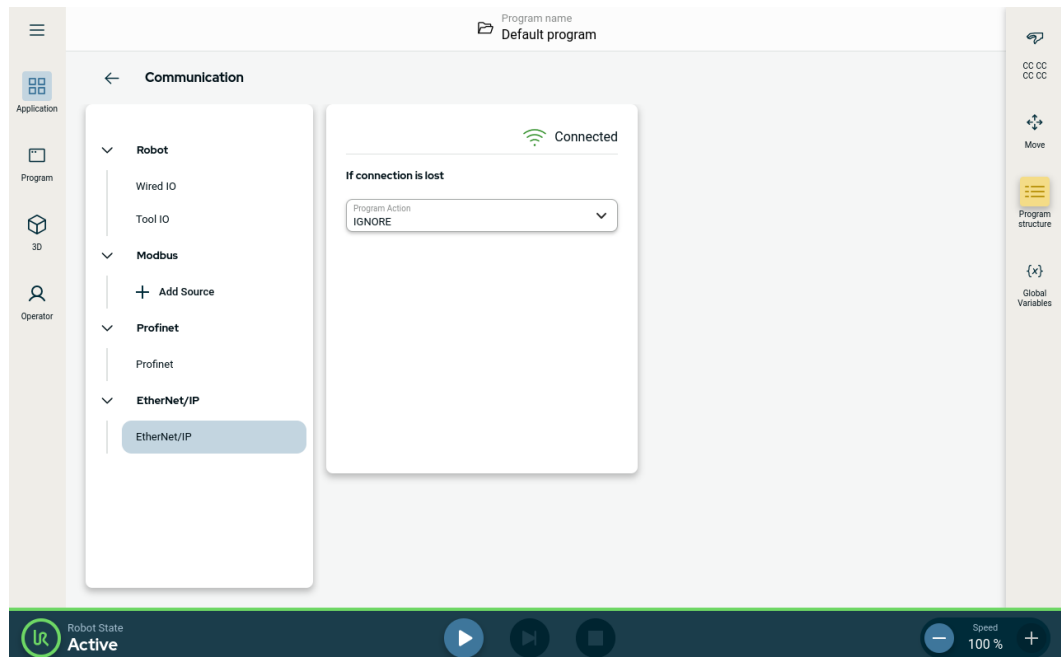 Program name
Default program
Application
Program
3D
Operator
Communication
Robot
Wired IO
Tool IO
Modbus
Add Source
Profinet
Profinet
EtherNet/IP
EtherNet/IP
Connected
If connection is lost
Program Action
IGNORE
CC CC
CC CC
Move
Program
structure
{x}
Global
Variables
UR
Robot State
Active
Speed
100 %